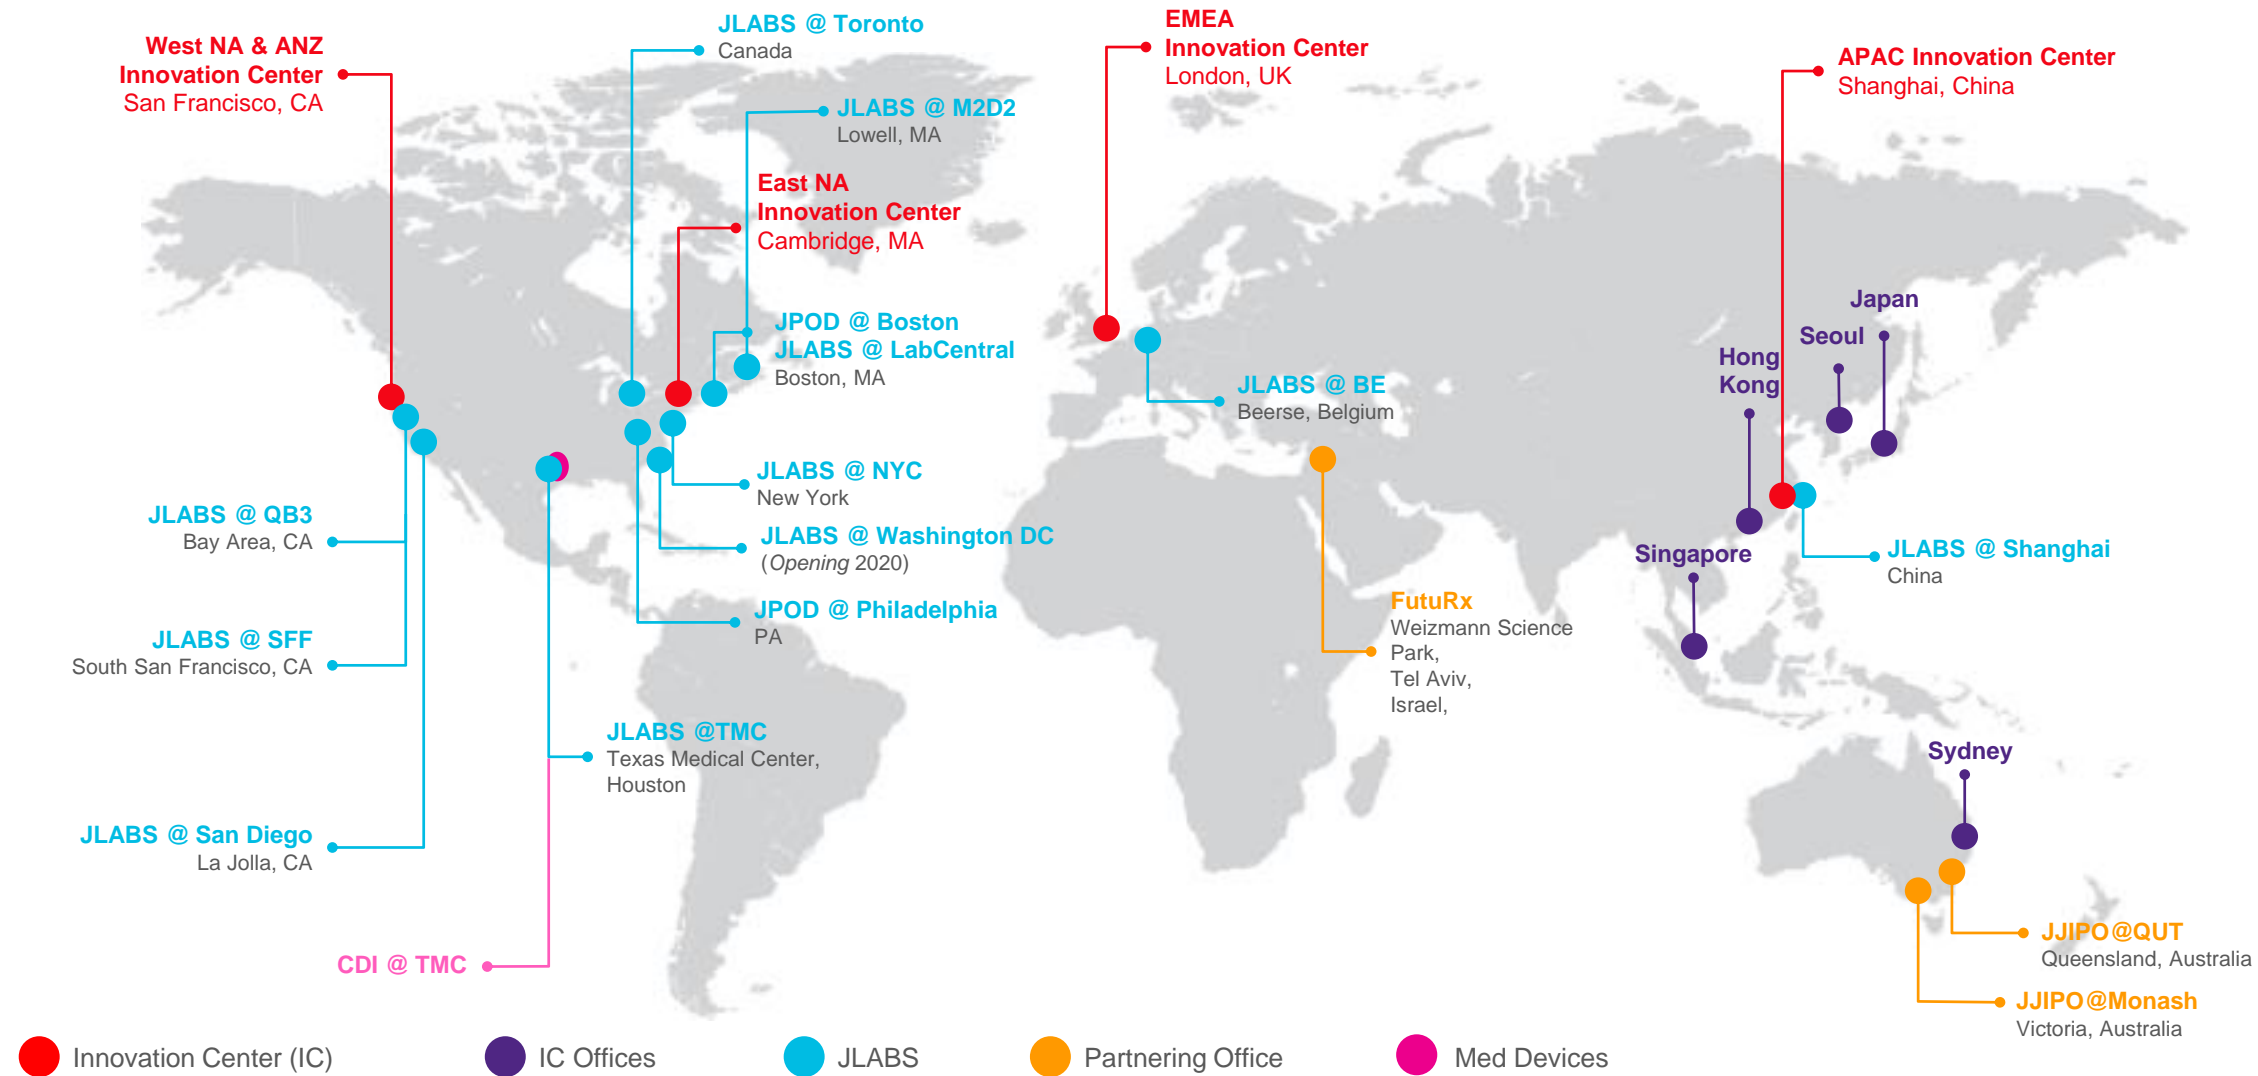 West NA & ANZ
Innovation Center
San Francisco, CA
JLABS @ Toronto
Canada
EMEA
Innovation Center
London, UK
APAC Innovation Center
Shanghai, China
JLABS @ M2D2
Lowell, MA
East NA
Innovation Center
Cambridge, MA
JPOD @ Boston
JLABS @ LabCentral
Boston, MA
Japan
Seoul
Hong
Kong
JLABS @ BE
Beerse, Belgium
JLABS @ NYC
New York
JLABS @ QB3
Bay Area, CA
JLABS @ Washington DC
(Opening 2020)
JLABS @ Shanghai
China
Singapore
JPOD @ Philadelphia
PA
FutuRx
Weizmann Science
Park,
Tel Aviv,
Israel,
JLABS @ SFF
South San Francisco, CA
JLABS @TMC
Texas Medical Center,
Houston
Sydney
JLABS @ San Diego
La Jolla, CA
CDI @ TMC
JJIPO@QUT
Queensland, Australia
JJIPO@Monash
Victoria, Australia
Innovation Center (IC)
IC Offices
JLABS
Partnering Office
Med Devices